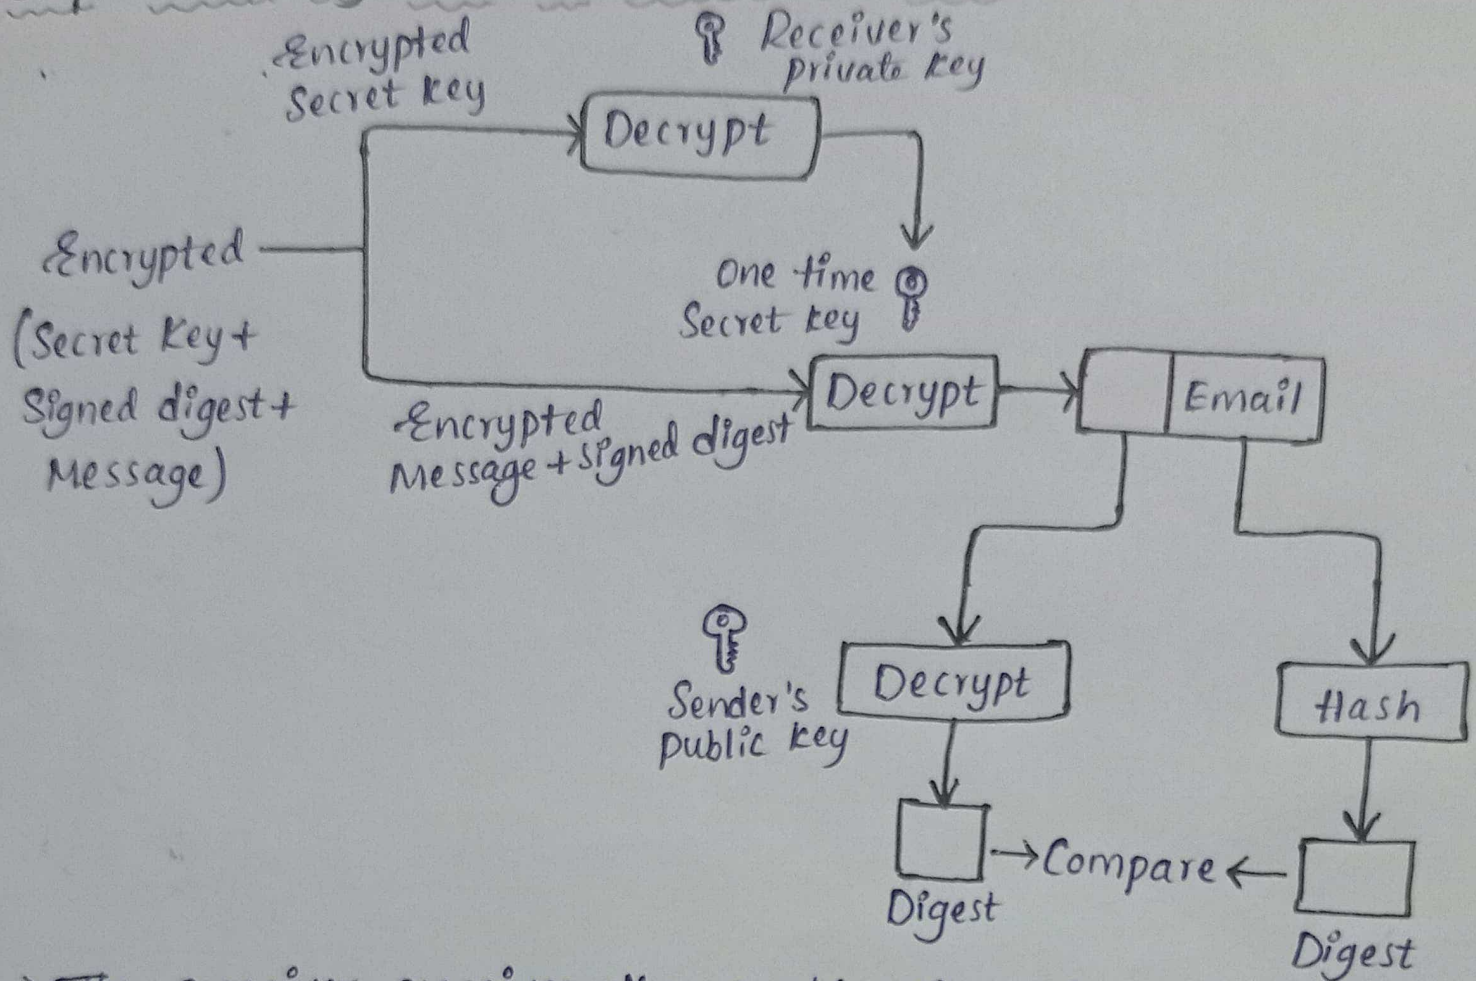 Encrypted
Secret key
Receiver's
private key
Decrypt
Encrypted
(Secret Key +
Signed digest +
Message)
One time
Secret key
Encrypted
Message + signed digest
Decrypt
Email
Sender's
public key
Decrypt
Hash
Compare
Digest
Digest